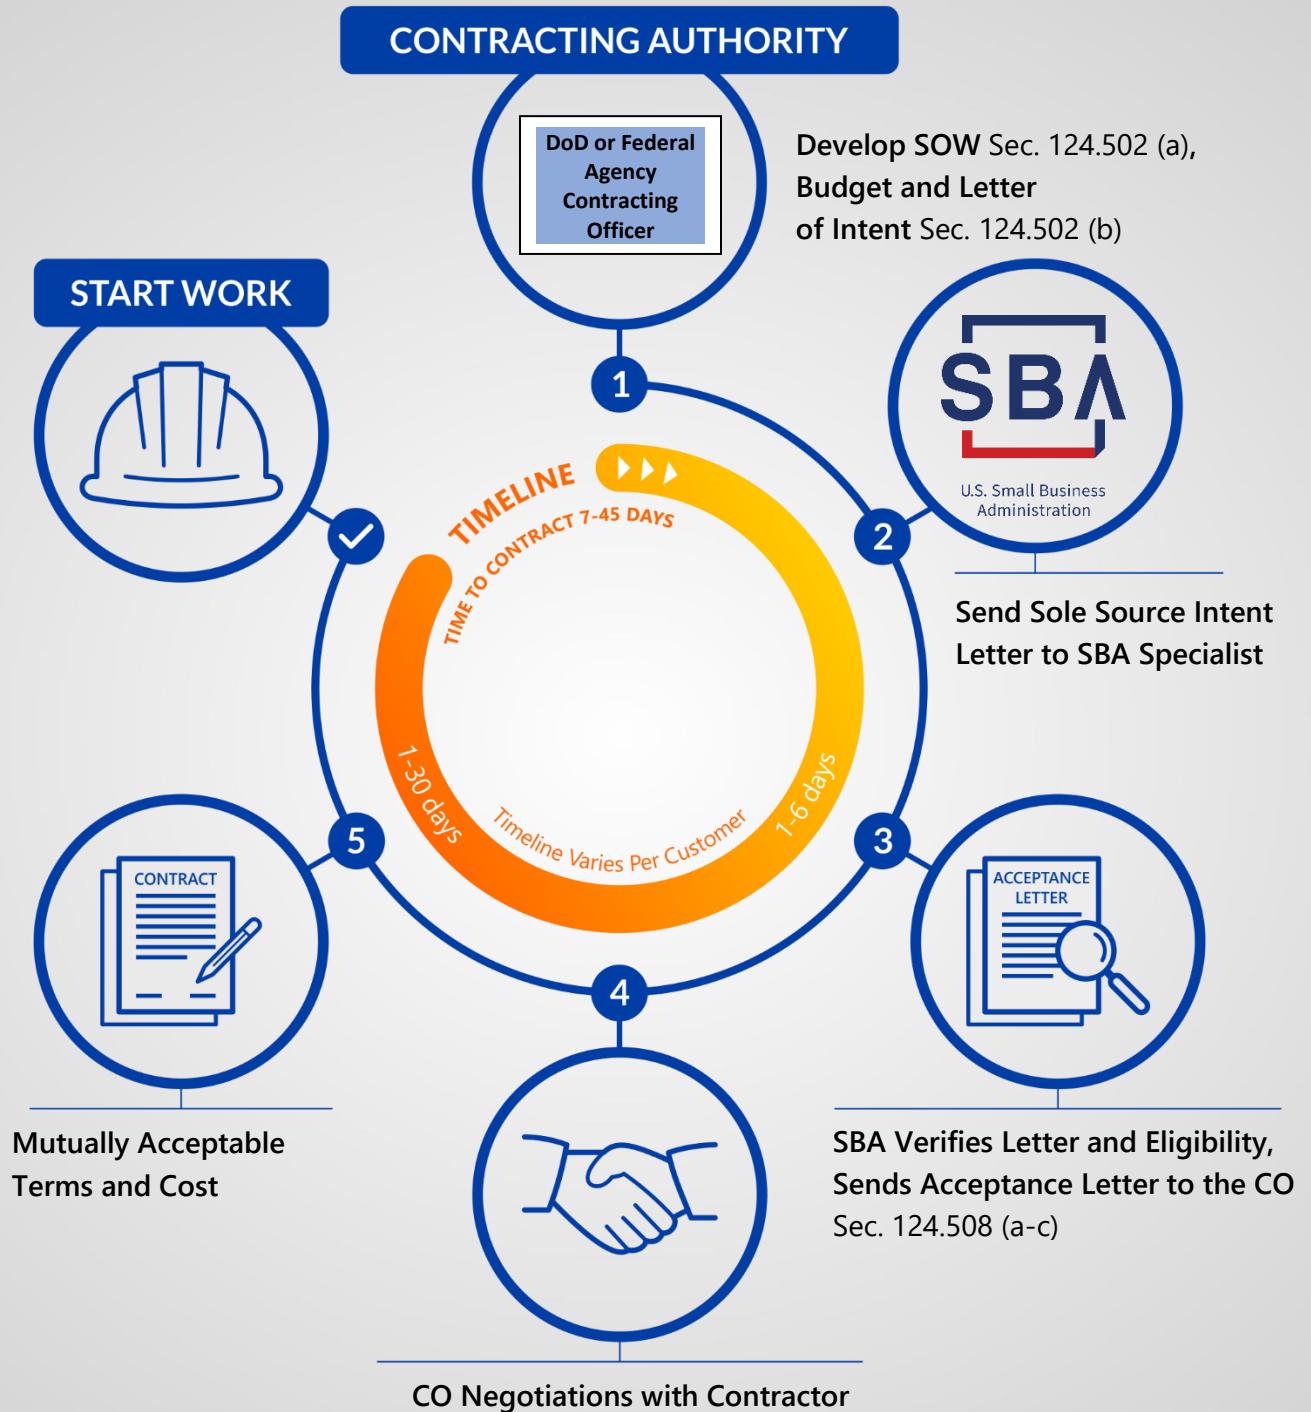 CONTRACTING AUTHORITY
DoD or Federal
Agency
Contracting
Officer
Develop SOW Sec. 124.502 (a),
Budget and Letter
of Intent Sec. 124.502 (b)
START WORK
1
SBA
U.S. Small Business
Administration
2
Send Sole Source Intent
Letter to SBA Specialist
TIMELINE
TIME TO CONTRACT 7-45 DAYS
1-6 days
1-30 days
Timeline Varies Per Customer
3
ACCEPTANCE
LETTER
SBA Verifies Letter and Eligibility,
Sends Acceptance Letter to the CO
Sec. 124.508 (a-c)
4
CO Negotiations with Contractor
5
CONTRACT
Mutually Acceptable
Terms and Cost